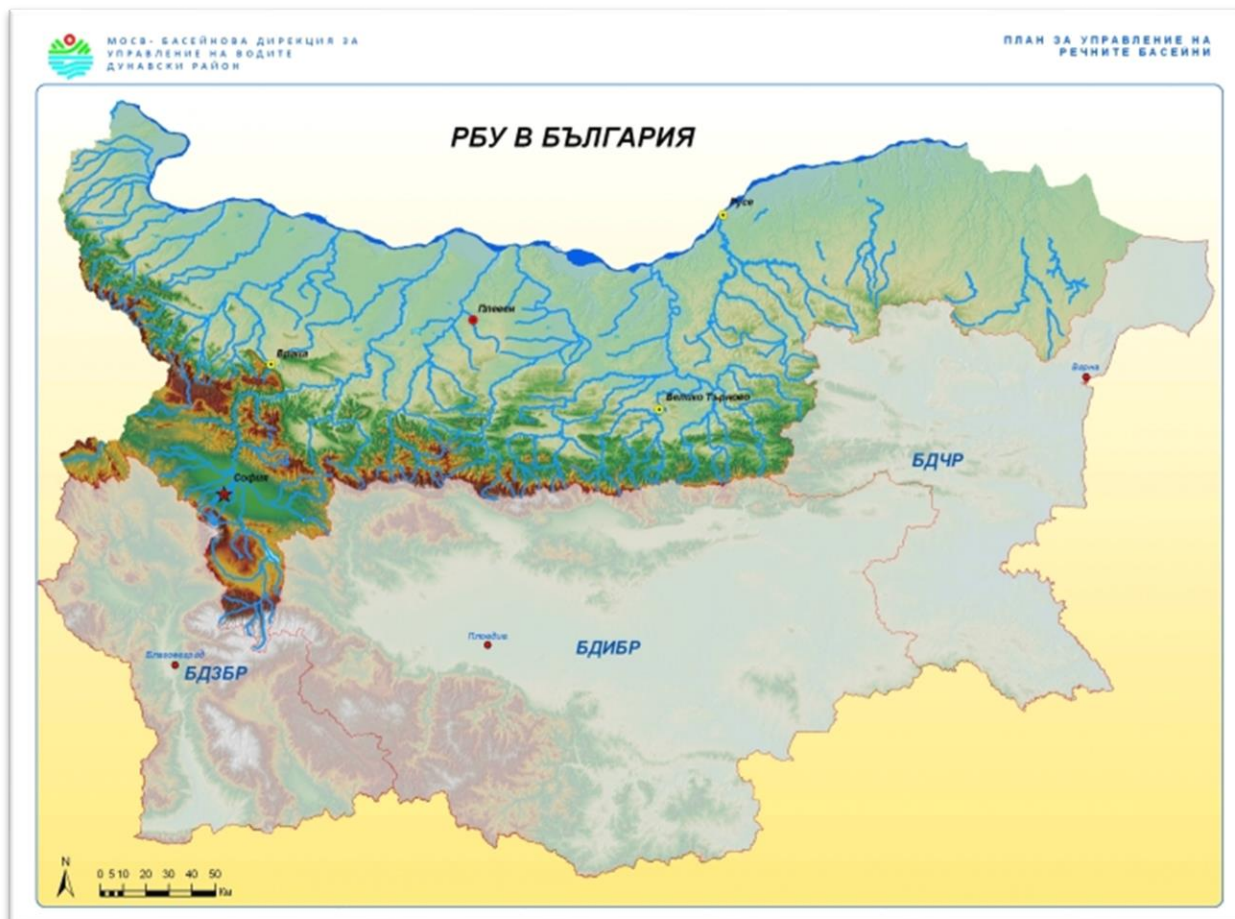 МОСВ- БАСЕЙНОВА ДИРЕКЦИЯ ЗА
УПРАВЛЕНИЕ НА ВОДИТЕ
ДУНАВСКИ РАЙОН
ПЛАН ЗА УПРАВЛЕНИЕ НА
РЕЧНИТЕ БАСЕЙНИ
РБУ В БЪЛГАРИЯ
Русе
Плевен
Враца
Варна
Велико Търново
БДЧР
София
Пловдив
БДИБР
Благоевград
БДЗБР
N
0 5 10 20 30 40 50
Км